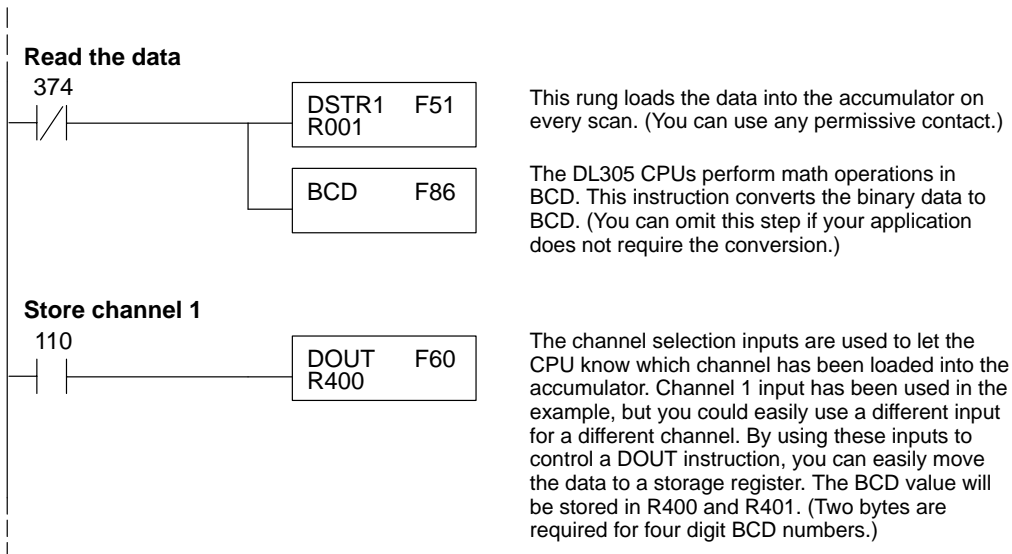 Read the data
374
DSTR1 F51
R001
This rung loads the data into the accumulator on
every scan. (You can use any permissive contact.)
BCD F86
The DL305 CPUs perform math operations in
BCD. This instruction converts the binary data to
BCD. (You can omit this step if your application
does not require the conversion.)
Store channel 1
110
DOUT F60
R400
The channel selection inputs are used to let the
CPU know which channel has been loaded into the
accumulator. Channel 1 input has been used in the
example, but you could easily use a different input
for a different channel. By using these inputs to
control a DOUT instruction, you can easily move
the data to a storage register. The BCD value will
be stored in R400 and R401. (Two bytes are
required for four digit BCD numbers.)